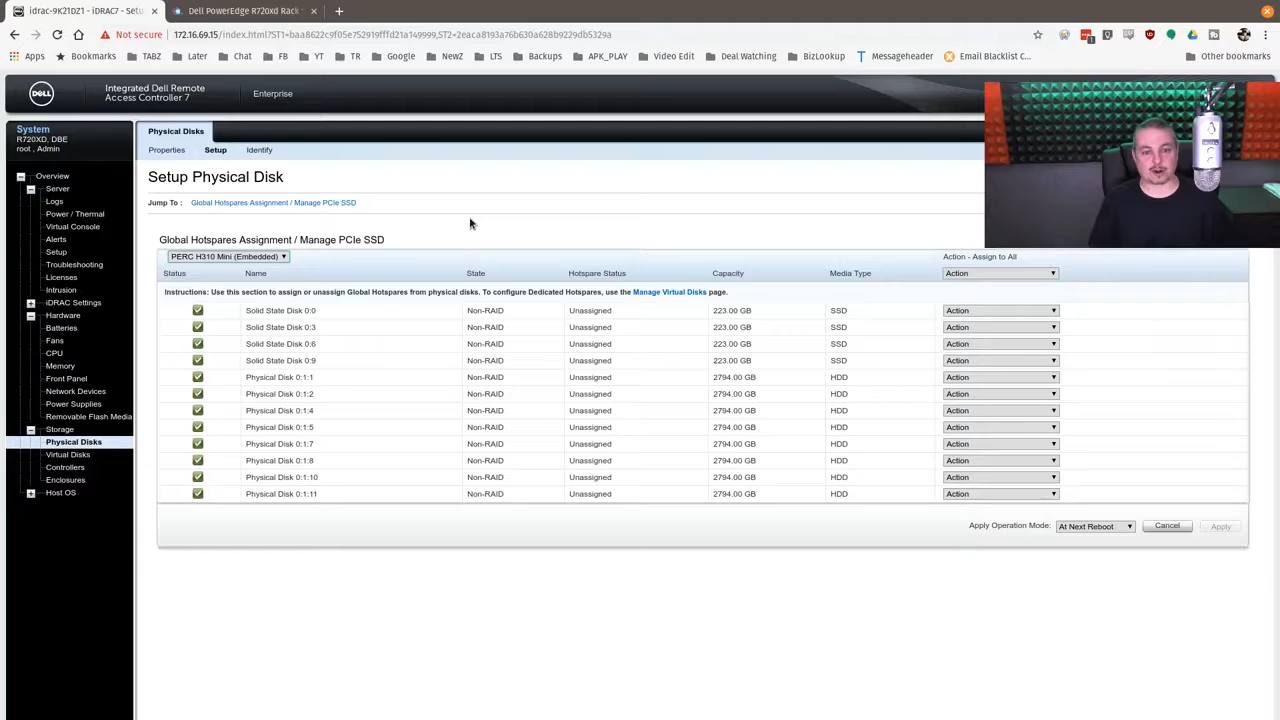 idrac-9K21DZ1 - iDRAC7 - Setu
Dell PowerEdge R720xd Rack
Not secure
172.16.69.15/index.html?ST1=baa8622c9f05e752919fffd21a149999,ST2=2eaca8193a76b630a628b9229db5329a
Apps
Bookmarks
TABZ
Later
Chat
FB
YT
TR
Google
NewZ
LTS
Backups
APK_PLAY
Video Edit
Deal Watching
BizLookup
Messageheader
Email Blacklist C...
Other bookmarks
DELL
Integrated Dell Remote
Access Controller 7
Enterprise
System
R720XD, DBE
root , Admin
Overview
Server
Logs
Power / Thermal
Virtual Console
Alerts
Setup
Troubleshooting
Licenses
Intrusion
iDRAC Settings
Hardware
Batteries
Fans
CPU
Memory
Front Panel
Network Devices
Power Supplies
Removable Flash Media
Storage
Physical Disks
Virtual Disks
Controllers
Enclosures
Host OS
Physical Disks
Properties Setup Identify
Setup Physical Disk
Jump To : Global Hotspares Assignment / Manage PCIe SSD
Global Hotspares Assignment / Manage PCIe SSD
PERC H310 Mini (Embedded) Action - Assign to All
Status Name State Hotspare Status Capacity Media Type Action
Instructions: Use this section to assign or unassign Global Hotspares from physical disks. To configure Dedicated Hotspares, use the Manage Virtual Disks page.
Solid State Disk 0:0 Non-RAID Unassigned 223.00 GB SSD Action
Solid State Disk 0:3 Non-RAID Unassigned 223.00 GB SSD Action
Solid State Disk 0:6 Non-RAID Unassigned 223.00 GB SSD Action
Solid State Disk 0:9 Non-RAID Unassigned 223.00 GB SSD Action
Physical Disk 0:1:1 Non-RAID Unassigned 2794.00 GB HDD Action
Physical Disk 0:1:2 Non-RAID Unassigned 2794.00 GB HDD Action
Physical Disk 0:1:4 Non-RAID Unassigned 2794.00 GB HDD Action
Physical Disk 0:1:5 Non-RAID Unassigned 2794.00 GB HDD Action
Physical Disk 0:1:7 Non-RAID Unassigned 2794.00 GB HDD Action
Physical Disk 0:1:8 Non-RAID Unassigned 2794.00 GB HDD Action
Physical Disk 0:1:10 Non-RAID Unassigned 2794.00 GB HDD Action
Physical Disk 0:1:11 Non-RAID Unassigned 2794.00 GB HDD Action
Apply Operation Mode: At Next Reboot Cancel Apply